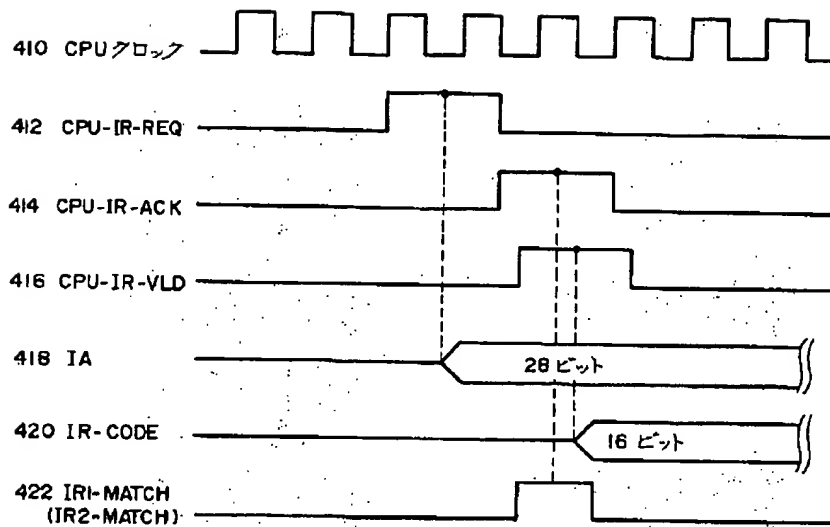 410 CPUクロック
412 CPU-IR-REQ
414 CPU-IR-ACK
416 CPU-IR-VLD
418 IA
28 ビット
420 IR-CODE
16 ビット
422 IR1-MATCH
(IR2-MATCH)